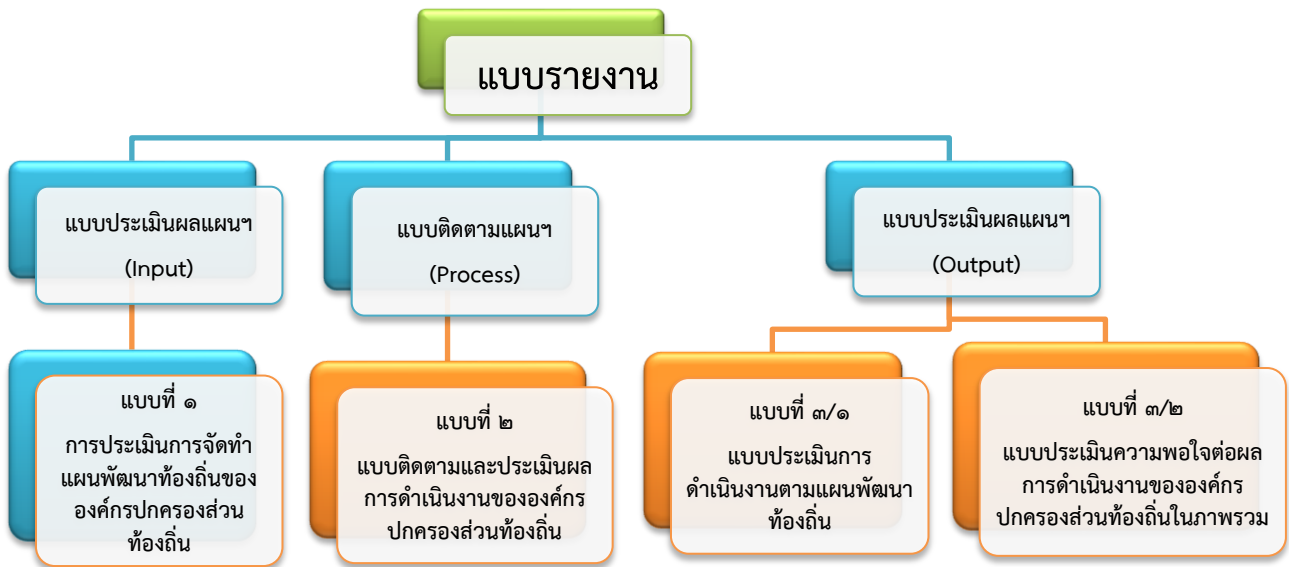 แบบรายงาน
แบบประเมินผลแผนฯ
(Input)
แบบติดตามแผนฯ
(Process)
แบบประเมินผลแผนฯ
(Output)
แบบที่ ๑
การประเมินการจัดทำ
แผนพัฒนาท้องถิ่นของ
องค์กรปกครองส่วน
ท้องถิ่น
แบบที่ ๒
แบบติดตามและประเมินผล
การดำเนินงานขององค์กร
ปกครองส่วนท้องถิ่น
แบบที่ ๓/๑
แบบประเมินการ
ดำเนินงานตามแผนพัฒนา
ท้องถิ่น
แบบที่ ๓/๒
แบบประเมินความพอใจต่อผล
การดำเนินงานขององค์กร
ปกครองส่วนท้องถิ่นในภาพรวม